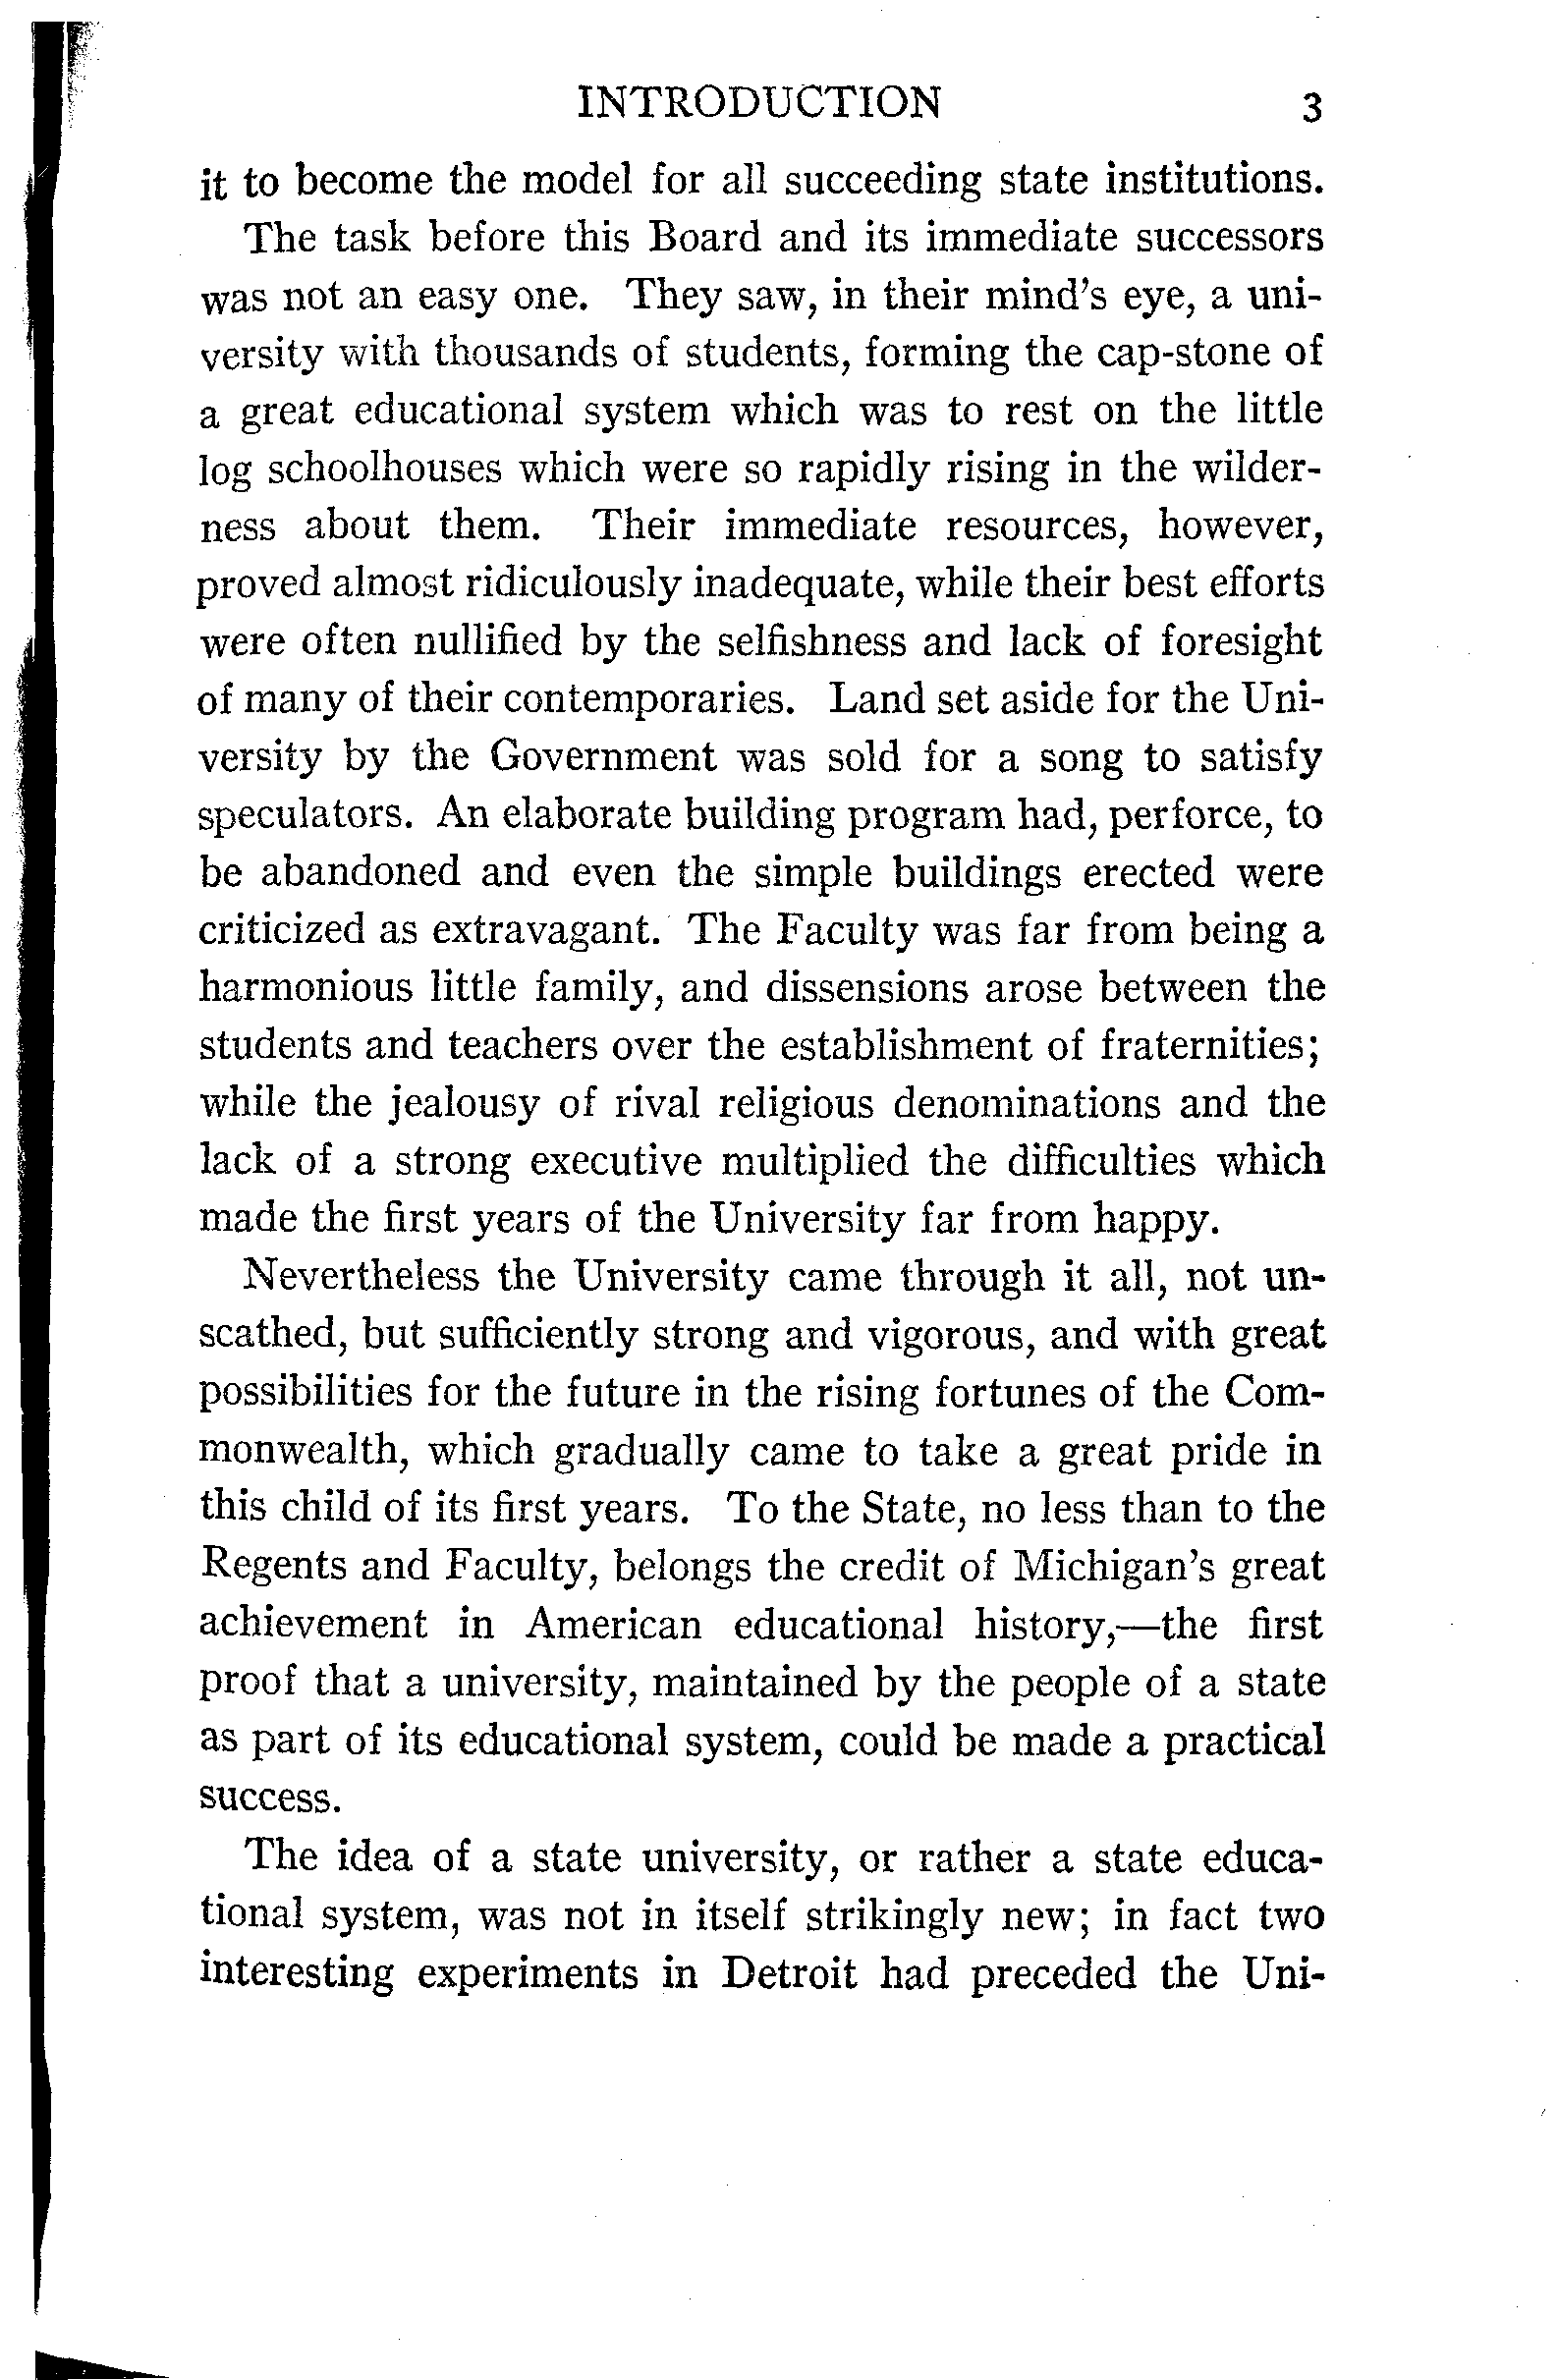 INTRODUCTION 3
it to become the model for all succeeding state institutions.
The task before this Board and its immediate successors
was not an easy one. They saw, in their mind's eye, a uni-
versity with thousands of students, forming the cap-stone of
a great educational system which was to rest on the little
log schoolhouses which were so rapidly rising in the wilder-
ness about them. Their immediate resources, however,
proved almost ridiculously inadequate, while their best efforts
were often nullified by the selfishness and lack of foresight
of many of their contemporaries. Land set aside for the Uni-
versity by the Government was sold for a song to satisfy
speculators. An elaborate building program had, perforce, to
be abandoned and even the simple buildings erected were
criticized as extravagant. The Faculty was far from being a
harmonious little family, and dissensions arose between the
students and teachers over the establishment of fraternities;
while the jealousy of rival religious denominations and the
lack of a strong executive multiplied the difficulties which
made the first years of the University far from happy.
Nevertheless the University came through it all, not un-
scathed, but sufficiently strong and vigorous, and with great
possibilities for the future in the rising fortunes of the Com-
monwealth, which gradually came to take a great pride in
this child of its first years. To the State, no less than to the
Regents and Faculty, belongs the credit of Michigan's great
achievement in American educational history,—the first
proof that a university, maintained by the people of a state
as part of its educational system, could be made a practical
success.
The idea of a state university, or rather a state educa-
tional system, was not in itself strikingly new; in fact two
interesting experiments in Detroit had preceded the Uni-